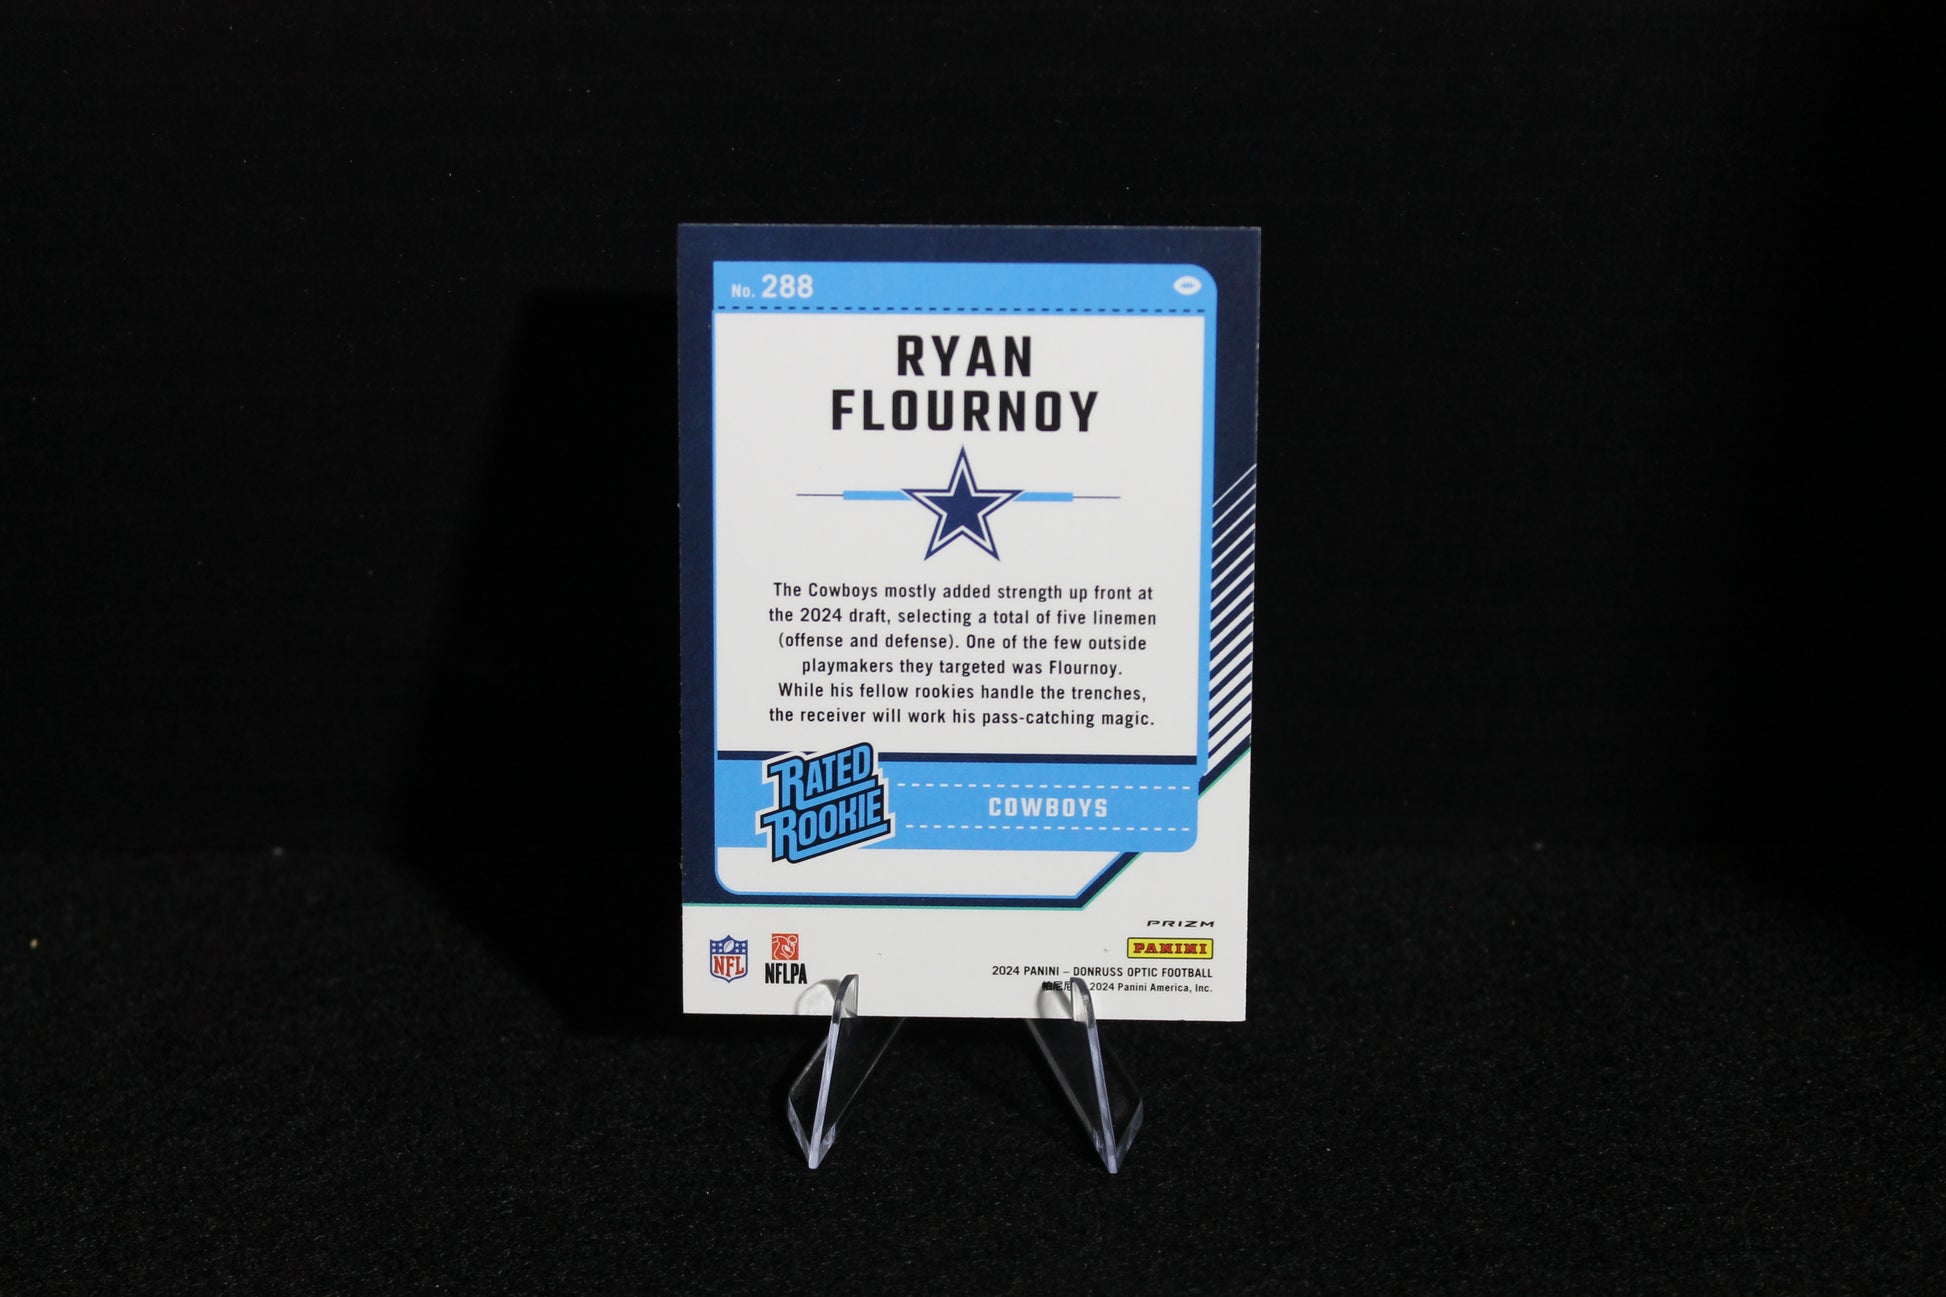 No. 288
RYAN
FLOURNOY
The Cowboys mostly added strength up front at
the 2024 draft, selecting a total of five linemen
(offense and defense). One of the few outside
playmakers they targeted was Flournoy.
While his fellow rookies handle the trenches,
the receiver will work his pass-catching magic.
RATED
ROOKIE
COWBOYS
PRIZM
PANINI
NFL
NFLPA
2024 PANINI – DONRUSS OPTIC FOOTBALL
帕尼尼 2024 Panini America, Inc.